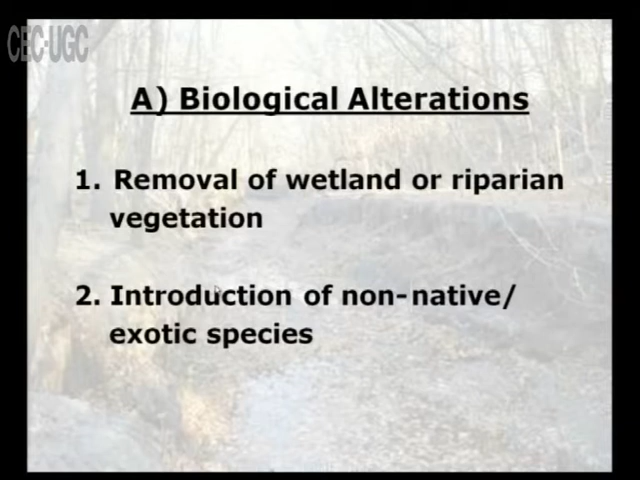 CEC-UGC
A) Biological Alterations
1. Removal of wetland or riparian
vegetation
2. Introduction of non-native/
exotic species